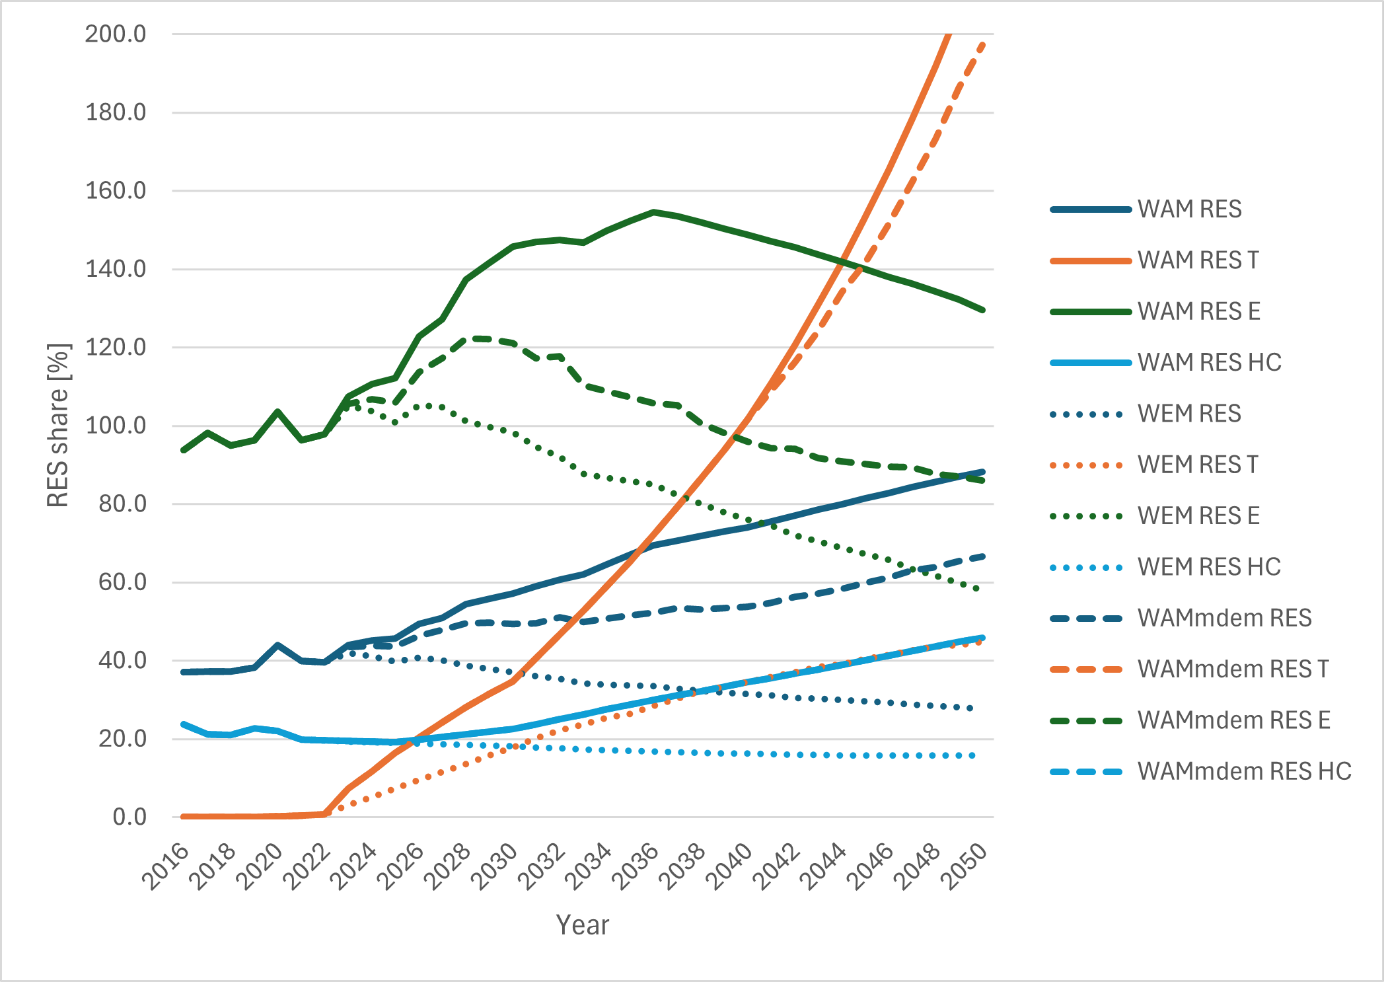 200.0
180.0
160.0
140.0
120.0
100.0
80.0
60.0
40.0
20.0
0.0
RES share [%]
2016
2018
2020
2022
2024
2026
2028
2030
2032
2034
2036
2038
2040
2042
2044
2046
2048
2050
Year
WAM RES
WAM RES T
WAM RES E
WAM RES HC
WEM RES
WEM RES T
WEM RES E
WEM RES HC
WAMmdem RES
WAMmdem RES T
WAMmdem RES E
WAMmdem RES HC